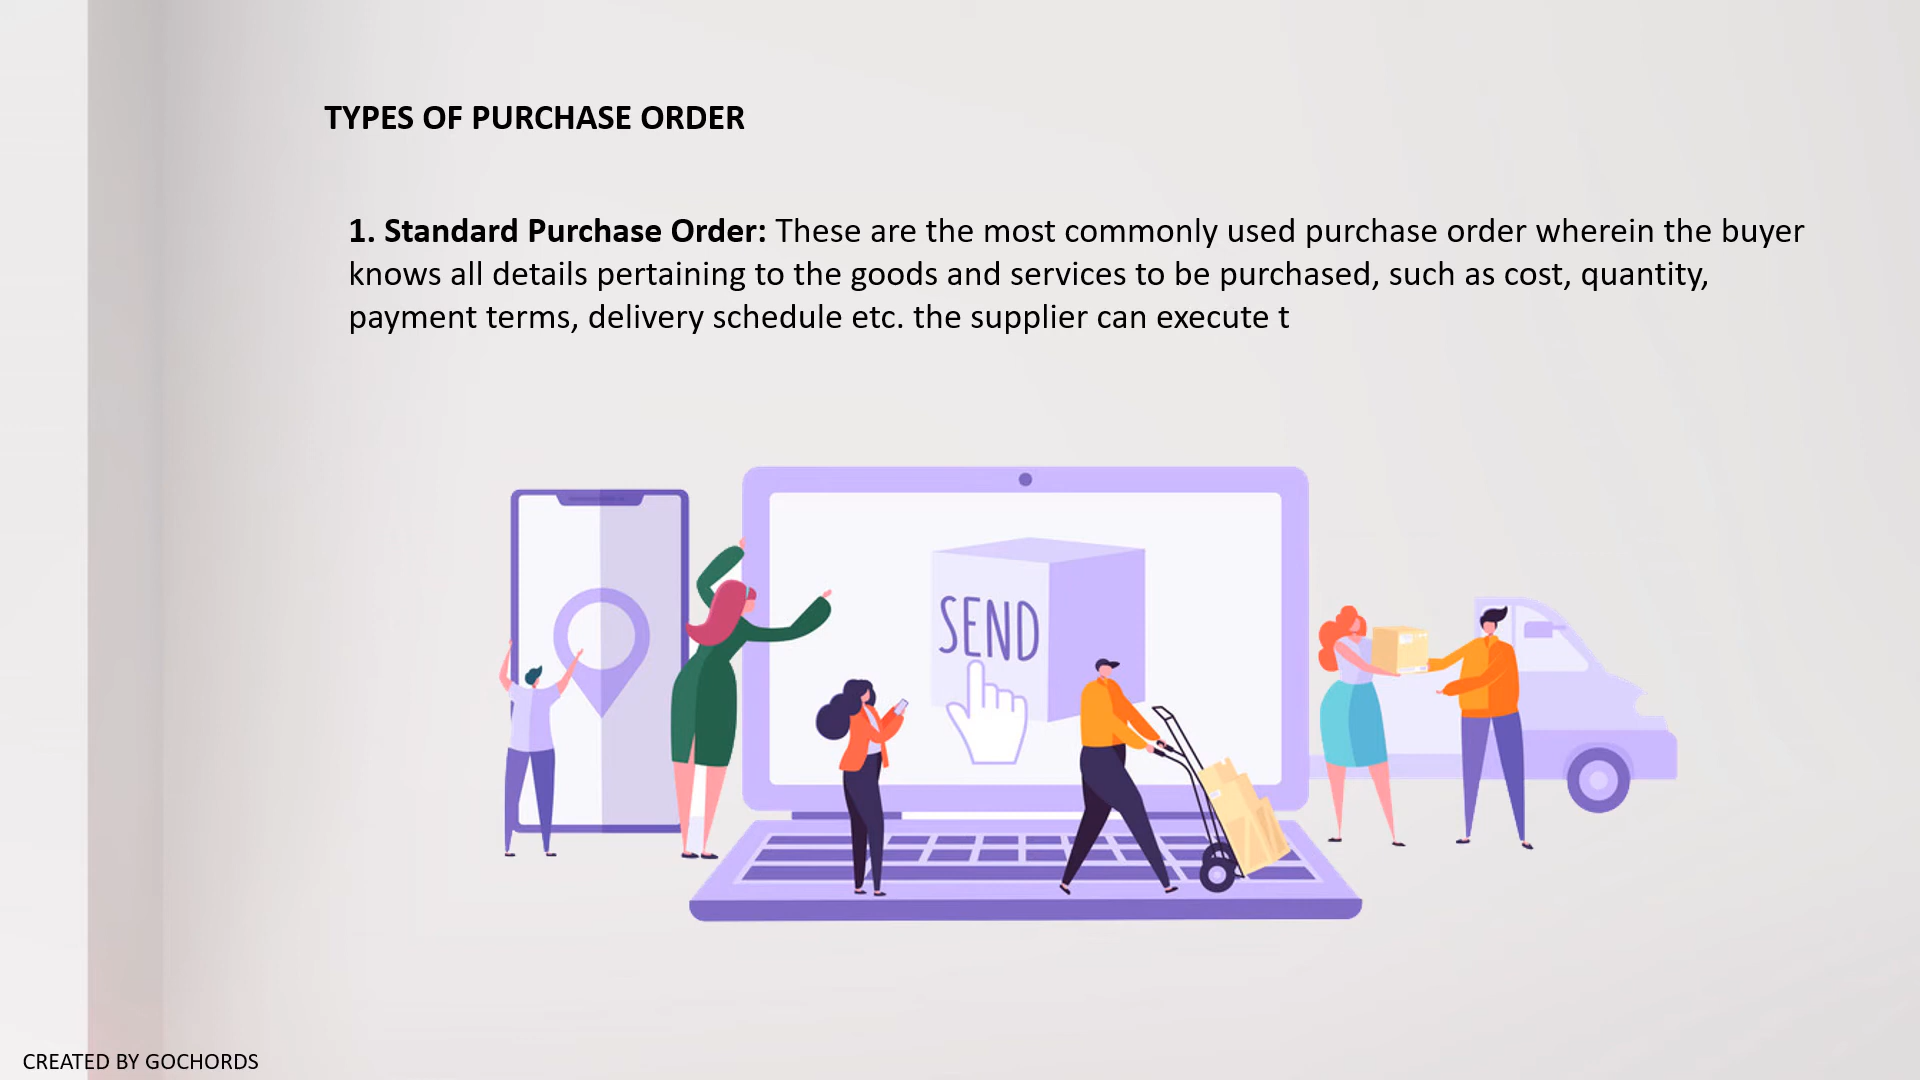 TYPES OF PURCHASE ORDER
1. Standard Purchase Order: These are the most commonly used purchase order wherein the buyer
knows all details pertaining to the goods and services to be purchased, such as cost, quantity,
payment terms, delivery schedule etc. the supplier can execute t
SEND
CREATED BY GOCHORDS